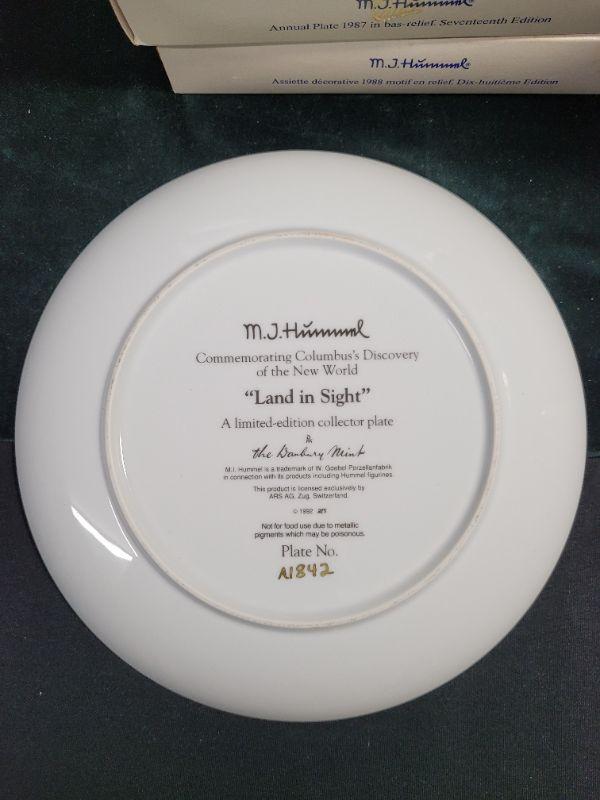 M.J.Hummel®
Annual Plate 1987 in bas-relief. Seventeenth Edition
M.J.Hummel®
Assiette décorative 1988 motif en relief. Dix-huitième Edition
M.J.Hummel
Commemorating Columbus's Discovery
of the New World
"Land in Sight"
A limited-edition collector plate
the Danbury Mint
M.I. Hummel is a trademark of W. Goebel Porzellanfabrik
in connection with its products including Hummel figurines.
This product is licensed exclusively by
ARS AG, Zug, Switzerland.
© 1992 ars
Not for food use due to metallic
pigments which may be poisonous.
Plate No.
A1842